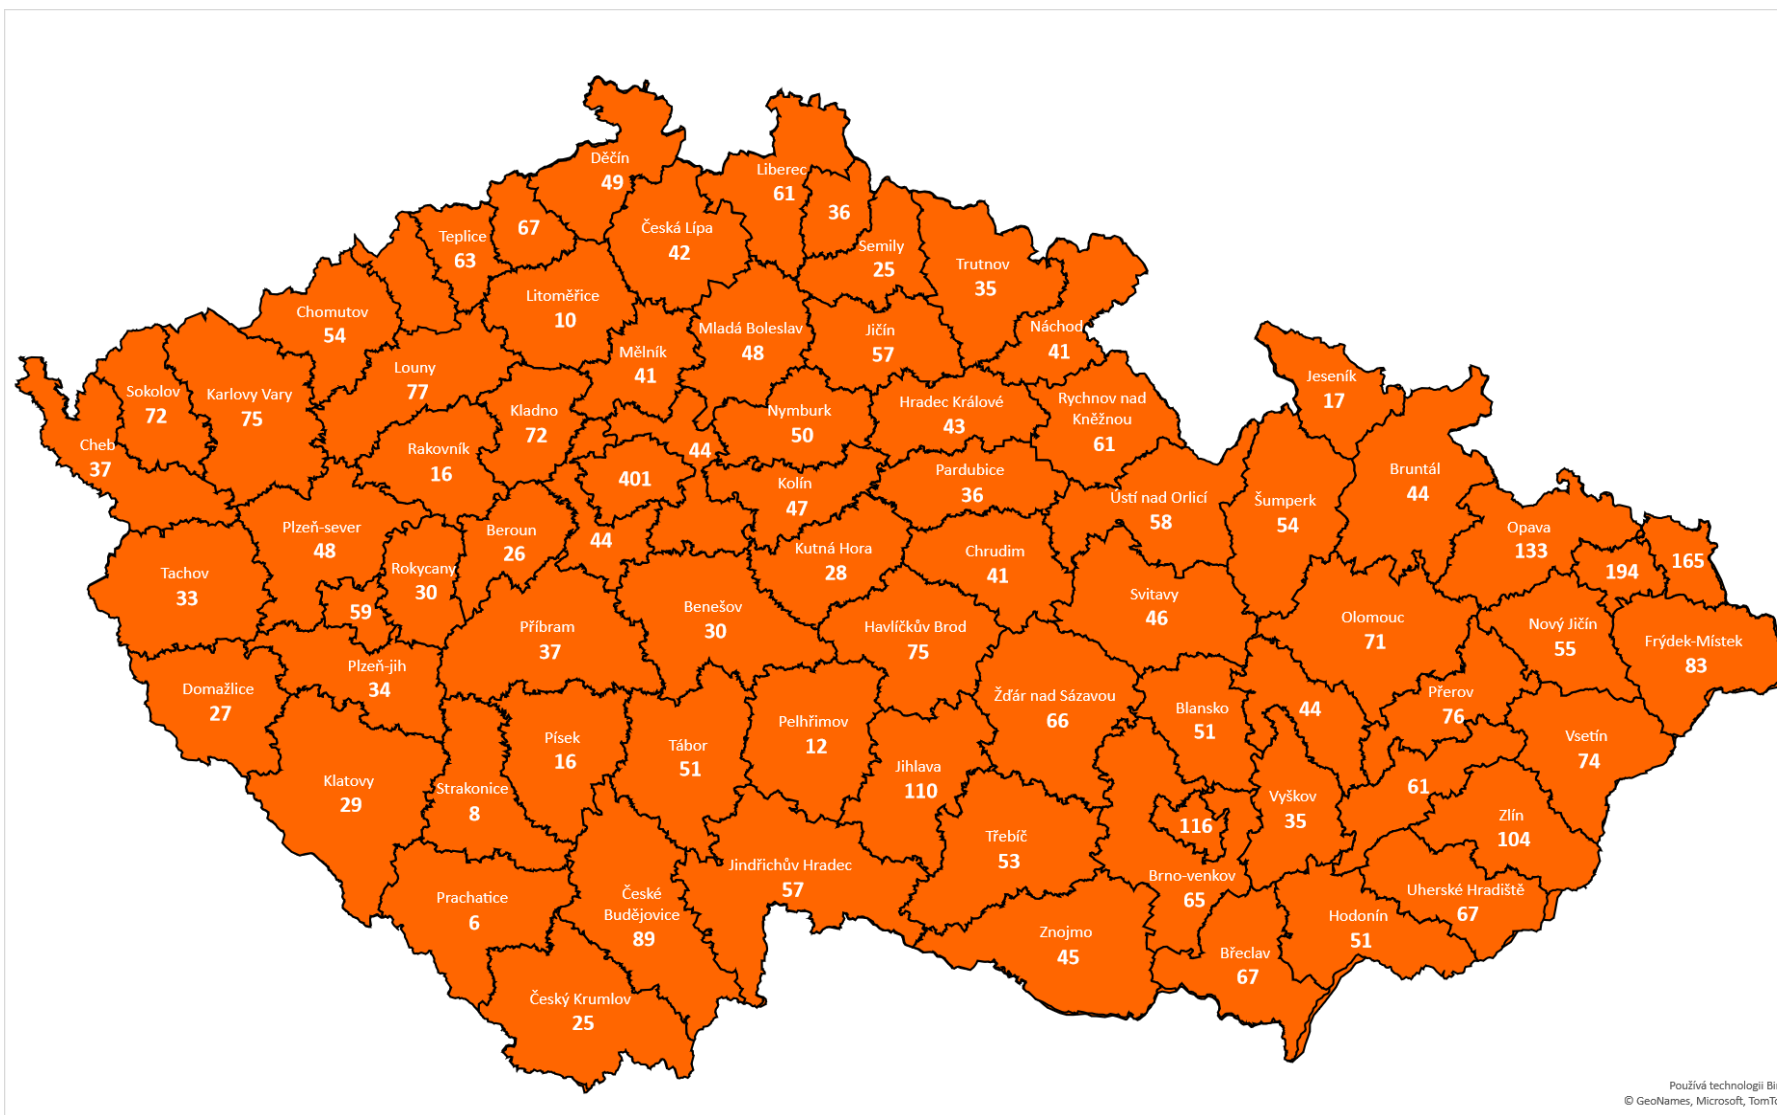 Děčín
49
Liberec
61
36
67
Teplice
63
Česká Lípa
42
Semily
25
Trutnov
35
Litoměřice
10
Chomutov
54
Mladá Boleslav
48
Jičín
57
Náchod
41
Mělník
41
Louny
77
Jeseník
17
Sokolov
72
Karlovy Vary
75
Kladno
72
Nymburk
50
Hradec Králové
43
Rychnov nad
Kněžnou
61
Cheb
37
Rakovník
16
44
401
Kolín
47
Pardubice
36
Bruntál
44
Ústí nad Orlicí
58
Šumperk
54
Plzeň-sever
48
Beroun
26
44
Opava
133
194
165
Kutná Hora
28
Chrudim
41
Tachov
33
Rokycany
30
59
Svitavy
46
Benešov
30
Příbram
37
Havlíčkův Brod
75
Olomouc
71
Nový Jičín
55
Frýdek-Místek
83
Plzeň-jih
34
Domažlice
27
Žďár nad Sázavou
66
Blansko
51
44
Přerov
76
Pelhřimov
12
Písek
16
Tábor
51
Vsetín
74
Jihlava
110
Klatovy
29
Strakonice
8
61
Vyškov
35
Zlín
104
116
Třebíč
53
Jindřichův Hradec
57
Brno-venkov
65
Uherské Hradiště
67
Prachatice
6
České
Budějovice
89
Hodonín
51
Znojmo
45
Břeclav
67
Český Krumlov
25
Používá technologii Bi
© GeoNames, Microsoft, TomTo